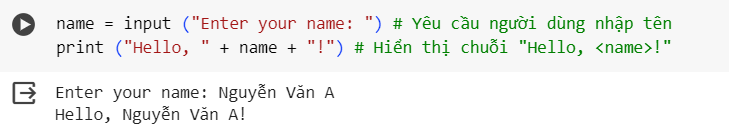 name = input ("Enter your name: ") # Yêu cầu người dùng nhập tên
print ("Hello, " + name + "!") # Hiển thị chuỗi "Hello, <name>!"
Enter your name: Nguyễn Văn A
Hello, Nguyễn Văn A!